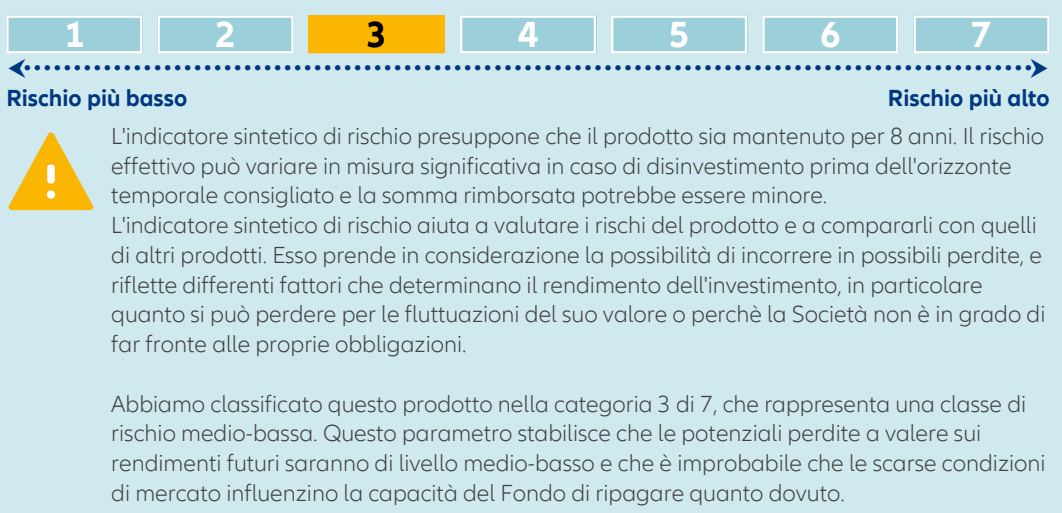 1 2 3 4 5 6 7
Rischio più basso Rischio più alto
L'indicatore sintetico di rischio presuppone che il prodotto sia mantenuto per 8 anni. Il rischio
effettivo può variare in misura significativa in caso di disinvestimento prima dell'orizzonte
temporale consigliato e la somma rimborsata potrebbe essere minore.
L'indicatore sintetico di rischio aiuta a valutare i rischi del prodotto e a compararli con quelli
di altri prodotti. Esso prende in considerazione la possibilità di incorrere in possibili perdite, e
riflette differenti fattori che determinano il rendimento dell'investimento, in particolare
quanto si può perdere per le fluttuazioni del suo valore o perchè la Società non è in grado di
far fronte alle proprie obbligazioni.
Abbiamo classificato questo prodotto nella categoria 3 di 7, che rappresenta una classe di
rischio medio-bassa. Questo parametro stabilisce che le potenziali perdite a valere sui
rendimenti futuri saranno di livello medio-basso e che è improbabile che le scarse condizioni
di mercato influenzino la capacità del Fondo di ripagare quanto dovuto.